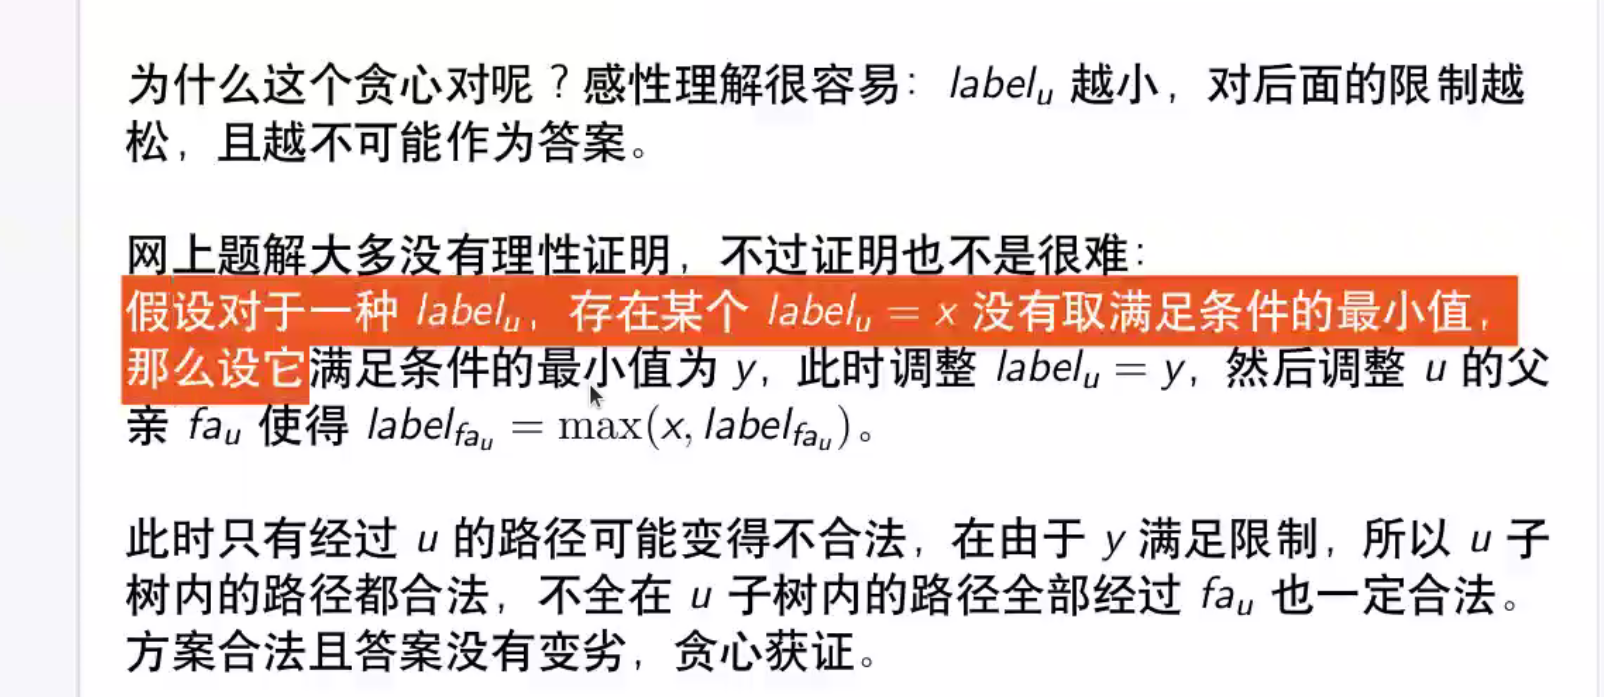 为什么这个贪心对呢？感性理解很容易：labelᵤ 越小，对后面的限制越
松，且越不可能作为答案。
网上题解大多没有理性证明，不过证明也不是很难：
假设对于一种 labelᵤ，存在某个 labelᵤ = x 没有取满足条件的最小值，
那么设它满足条件的最小值为 y，此时调整 labelᵤ = y，然后调整 u 的父
亲 faᵤ 使得 label_{faᵤ} = max(x, label_{faᵤ})。
此时只有经过 u 的路径可能变得不合法，在由于 y 满足限制，所以 u 子
树内的路径都合法，不全在 u 子树内的路径全部经过 faᵤ 也一定合法。
方案合法且答案没有变劣，贪心获证。